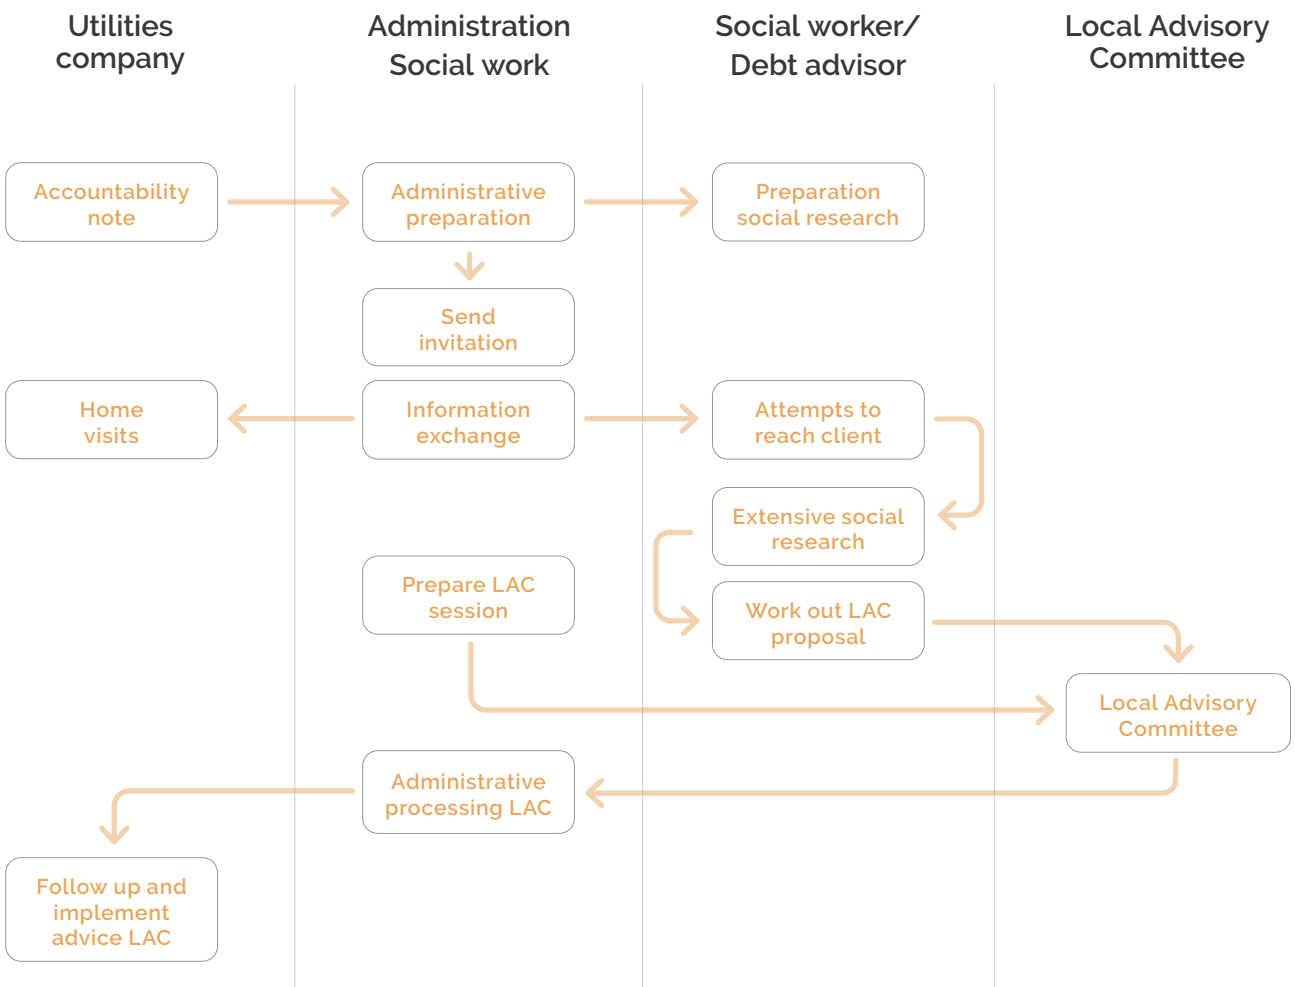 Utilities
company
Administration
Social work
Social worker/
Debt advisor
Local Advisory
Committee
Accountability
note
Administrative
preparation
Preparation
social research
Send
invitation
Home
visits
Information
exchange
Attempts to
reach client
Extensive social
research
Prepare LAC
session
Work out LAC
proposal
Local Advisory
Committee
Administrative
processing LAC
Follow up and
implement
advice LAC